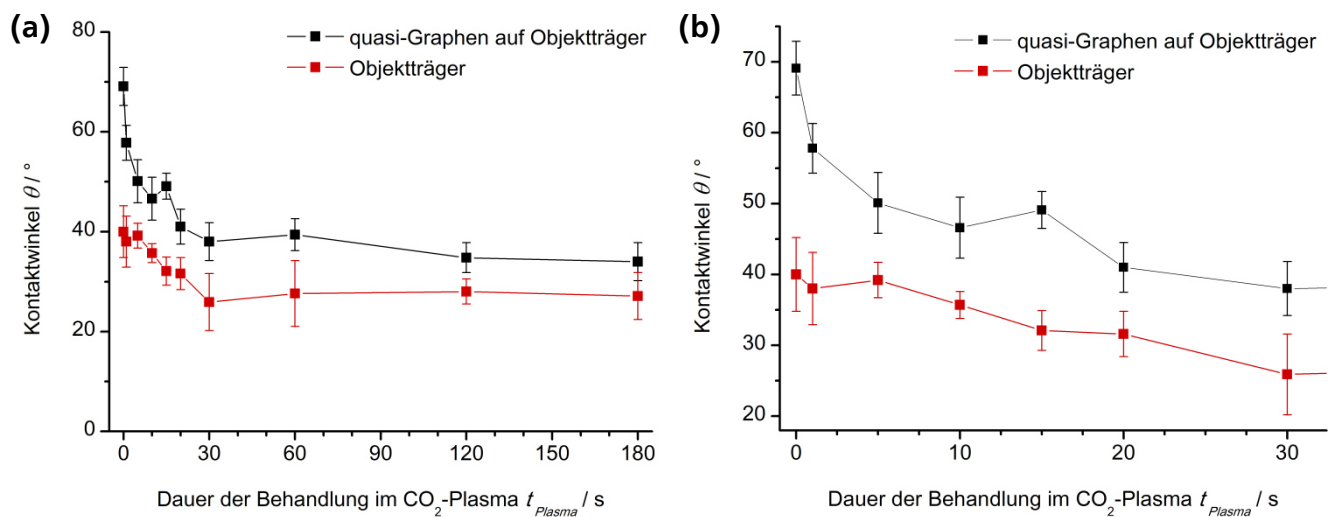 (a)
80
60
40
20
0
Kontaktwinkel θ / °
quasi-Graphen auf Objektträger
Objektträger
0 30 60 90 120 150 180
Dauer der Behandlung im CO₂-Plasma t_Plasma / s
(b)
70
60
50
40
30
20
Kontaktwinkel θ / °
quasi-Graphen auf Objektträger
Objektträger
0 10 20 30
Dauer der Behandlung im CO₂-Plasma t_Plasma / s